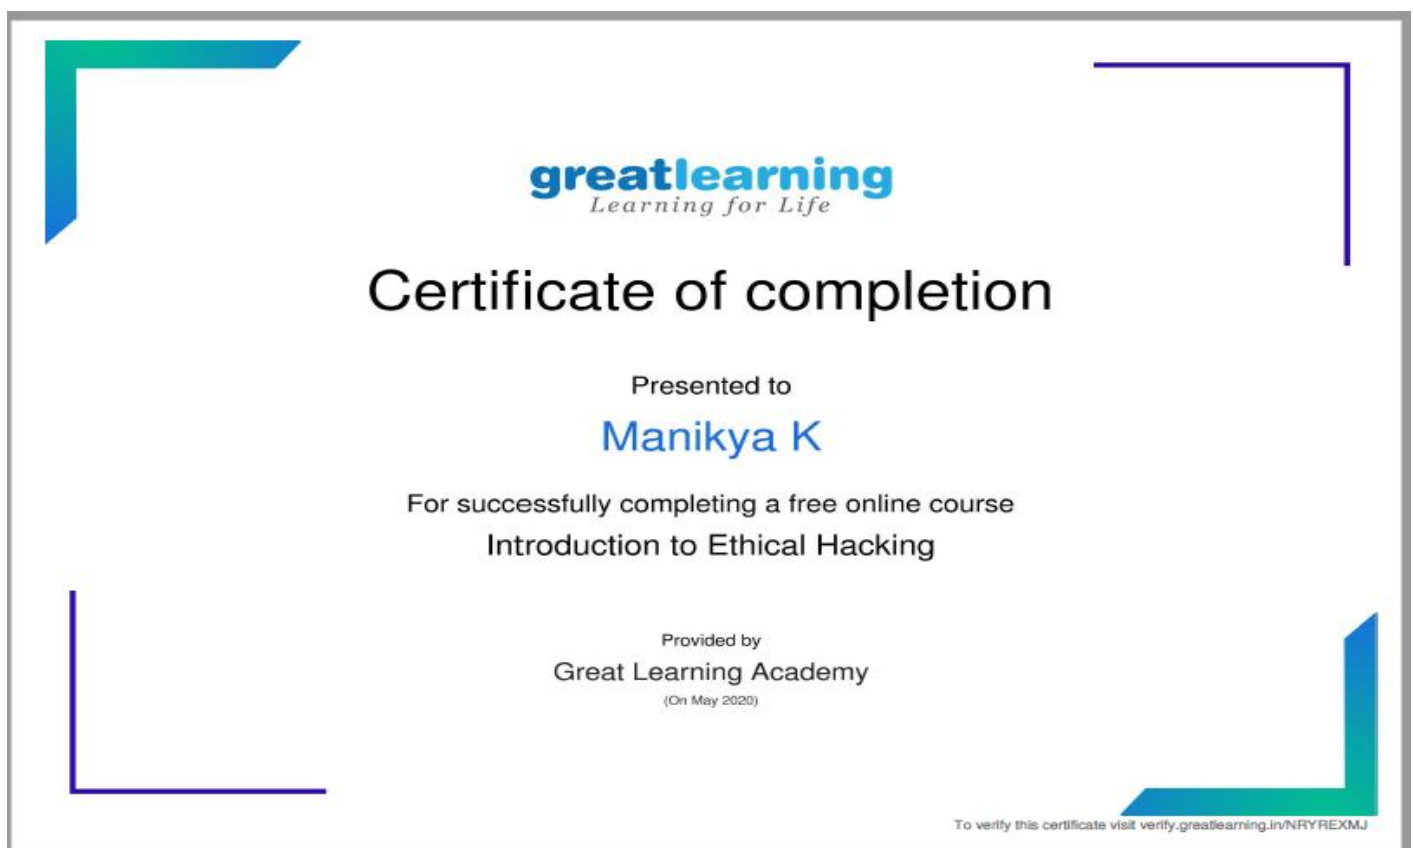 greatlearning
Learning for Life
Certificate of completion
Presented to
Manikya K
For successfully completing a free online course
Introduction to Ethical Hacking
Provided by
Great Learning Academy
(On May 2020)
To verify this certificate visit verify.greatlearning.in/NRYREXMJ